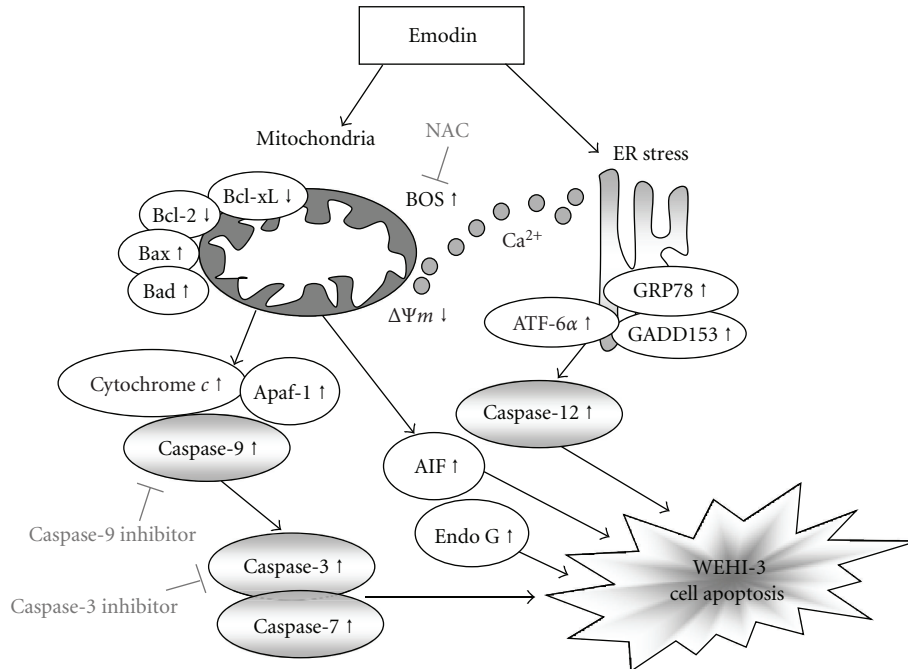 Emodin
Mitochondria
NAC
ER stress
Bcl-xL ↓
BOS ↑
Bcl-2 ↓
Ca²⁺
Bax ↑
Bad ↑
GRP78 ↑
ΔΨm ↓
ATF-6α ↑
GADD153 ↑
Cytochrome c ↑
Apaf-1 ↑
Caspase-12 ↑
Caspase-9 ↑
AIF ↑
Caspase-9 inhibitor
Endo G ↑
Caspase-3 ↑
WEHI-3
cell apoptosis
Caspase-3 inhibitor
Caspase-7 ↑